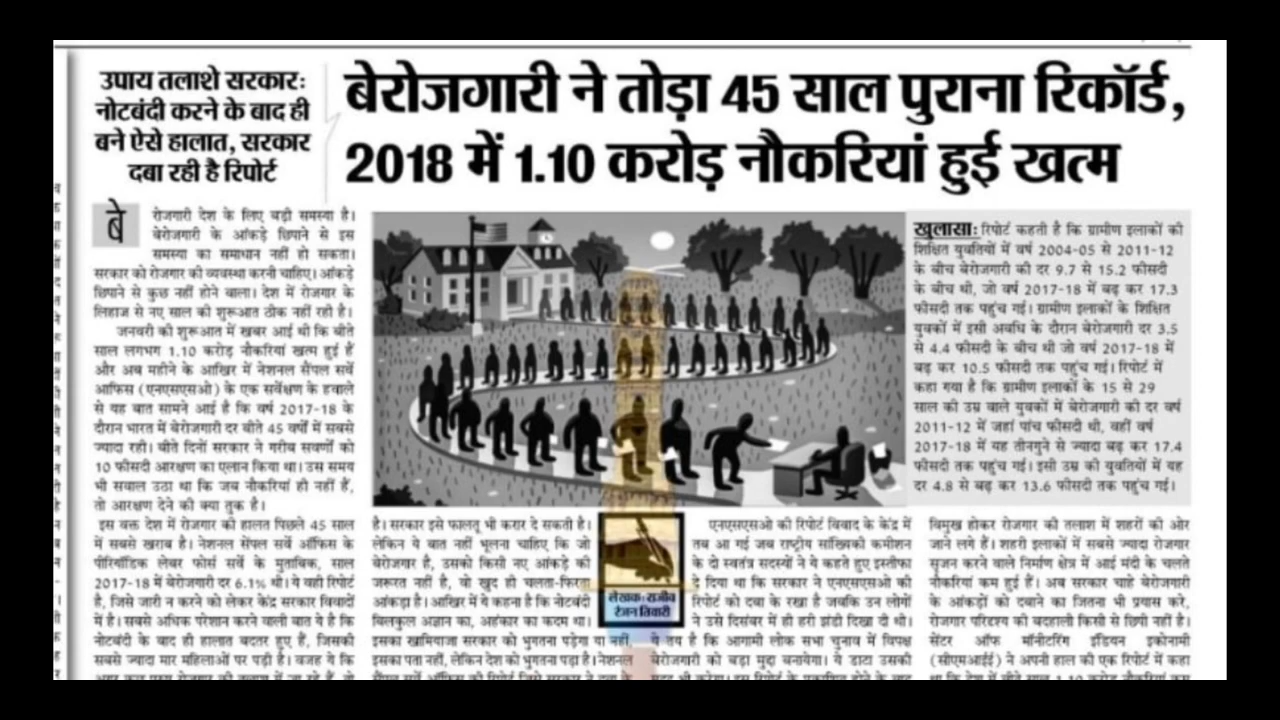 उपाय तलाशे सरकार:
नोटबंदी करने के बाद ही
बने ऐसे हालात, सरकार
दबा रही है रिपोर्ट
बेरोजगारी ने तोड़ा 45 साल पुराना रिकॉर्ड,
2018 में 1.10 करोड़ नौकरियां हुई खत्म
बे रोजगारी देश के लिए बड़ी समस्या है।
बेरोजगारी के आंकड़े छिपाने से इस
समस्या का समाधान नहीं हो सकता।
सरकार को रोजगार की व्यवस्था करनी चाहिए। आंकड़े
छिपाने से कुछ नहीं होने वाला। देश में रोजगार के
लिहाज से नए साल की शुरूआत ठीक नहीं रही है।
जनवरी की शुरूआत में खबर आई थी कि बीते
साल लगभग 1.10 करोड़ नौकरियां खत्म हुई हैं
और अब महीने के आखिर में नेशनल सैंपल सर्वे
आफिस (एनएसएसओ) के एक सर्वेक्षण के हवाले
से यह बात सामने आई है कि वर्ष 2017-18 के
दौरान भारत में बेरोजगारी दर बीते 45 वर्षों में सबसे
ज्यादा रही। बीते दिनों सरकार ने गरीब सवर्णों को
10 फीसदी आरक्षण का एलान किया था। उस समय
भी सवाल उठा था कि जब नौकरियां ही नहीं हैं,
तो आरक्षण देने की क्या तुक है।
इस वक्त देश में रोजगार की हालत पिछले 45 साल
में सबसे खराब है। नेशनल सेंपल सर्वे ऑफिस के
पीरियॉडिक लेबर फोर्स सर्वे के मुताबिक, साल
2017-18 में बेरोजगारी दर 6.1% थी। ये वही रिपोर्ट
है, जिसे जारी न करने को लेकर केंद्र सरकार विवादों
में है। सबसे अधिक परेशान करने वाली बात ये है कि
नोटबंदी के बाद ही हालात बदतर हुए हैं, जिसकी
सबसे ज्यादा मार महिलाओं पर पड़ी है। वजह ये कि
खुलासा: रिपोर्ट कहती है कि ग्रामीण इलाकों की
शिक्षित युवतियों में वर्ष 2004-05 से 2011-12
के बीच बेरोजगारी की दर 9.7 से 15.2 फीसदी
के बीच थी, जो वर्ष 2017-18 में बढ़ कर 17.3
फीसदी तक पहुंच गई। ग्रामीण इलाकों के शिक्षित
युवकों में इसी अवधि के दौरान बेरोजगारी दर 3.5
से 4.4 फीसदी के बीच थी जो वर्ष 2017-18 में
बढ़ कर 10.5 फीसदी तक पहुंच गई। रिपोर्ट में
कहा गया है कि ग्रामीण इलाकों के 15 से 29
साल की उम्र वाले युवकों में बेरोजगारी की दर वर्ष
2011-12 में जहां पांच फीसदी थी, वहीं वर्ष
2017-18 में यह तीनगुने से ज्यादा बढ़ कर 17.4
फीसदी तक पहुंच गई। इसी उम्र की युवतियों में यह
दर 4.8 से बढ़ कर 13.6 फीसदी तक पहुंच गई।
है। सरकार इसे फालतू भी करार दे सकती है।
लेकिन ये बात नहीं भूलना चाहिए कि जो
बेरोजगार है, उसको किसी नए आंकड़े की
जरूरत नहीं है, वो खुद ही चलता-फिरता
आंकड़ा है। आखिर में ये कहना है कि नोटबंदी
बिलकुल अज्ञान का, अहंकार का कदम था।
इसका खामियाजा सरकार को भुगतना पड़ेगा या नहीं,
इसका पता नहीं, लेकिन देश को भुगतना पड़ा है। नेशनल
लेखक: राजीव
रंजन तिवारी
एनएसएसओ की रिपोर्ट विवाद के केंद्र में
तब आ गई जब राष्ट्रीय सांख्यिकी कमीशन
के दो स्वतंत्र सदस्यों ने ये कहते हुए इस्तीफा
दे दिया था कि सरकार ने एनएसएसओ की
रिपोर्ट को दबा के रखा है जबकि उन लोगों
ने उसे दिसंबर में ही हरी झंडी दिखा दी थी।
ये तय है कि आगामी लोक सभा चुनाव में विपक्ष
बेरोजगारी को बड़ा मुद्दा बनायेगा। ये डाटा उसकी
विमुख होकर रोजगार की तलाश में शहरों की ओर
जाने लगे हैं। शहरी इलाकों में सबसे ज्यादा रोजगार
सृजन करने वाले निर्माण क्षेत्र में आई मंदी के चलते
नौकरियां कम हुई हैं। अब सरकार चाहे बेरोजगारी
के आंकड़ों को दबाने का जितना भी प्रयास करे,
रोजगार परिदृश्य की बदहाली किसी से छिपी नहीं है।
सेंटर ऑफ मॉनीटरिंग इंडियन इकोनामी
(सीएमआईई) ने अपनी हाल की एक रिपोर्ट में कहा